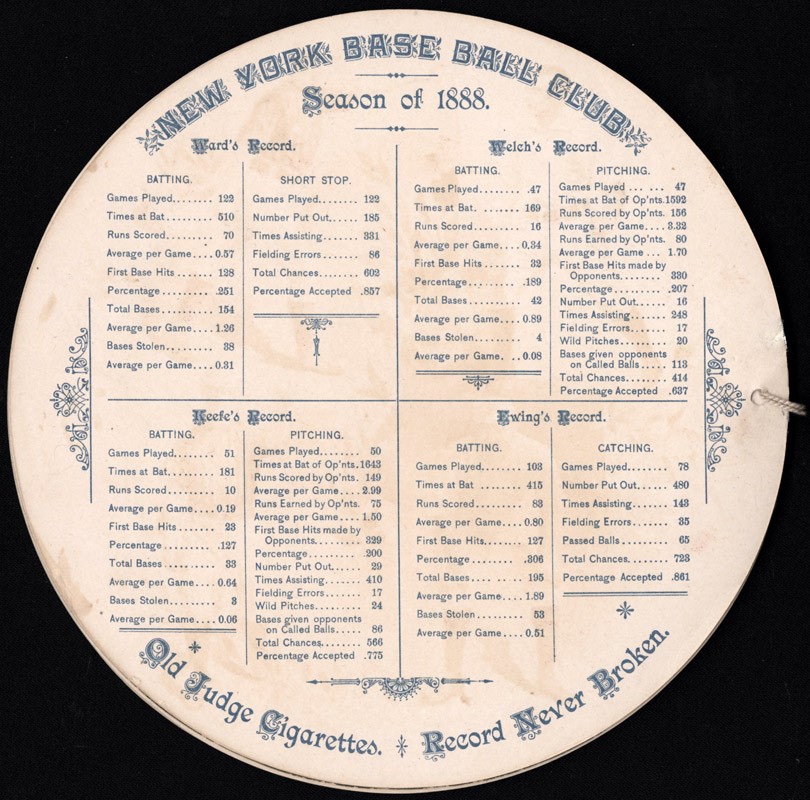 NEW YORK BASE BALL CLUB
Season of 1888.
Ward's Record.
BATTING.
Games Played........ 122
Times at Bat........ 510
Runs Scored........ 70
Average per Game.... 0.57
First Base Hits ...... 128
Percentage ......... .251
Total Bases ........ 154
Average per Game.... 1.26
Bases Stolen........ 38
Average per Game.... 0.31
SHORT STOP.
Games Played........ 122
Number Put Out...... 185
Times Assisting...... 331
Fielding Errors ...... 86
Total Chances....... 602
Percentage Accepted .857
Welch's Record.
BATTING.
Games Played........ .47
Times at Bat. ....... 169
Runs Scored........ 16
Average per Game.... 0.34
First Base Hits ...... 32
Percentage......... .189
Total Bases ........ 42
Average per Game.... 0.89
Bases Stolen........ 4
Average per Game. .. 0.08
PITCHING.
Games Played ... ... 47
Times at Bat of Op'nts. 1592
Runs Scored by Op'nts. 156
Average per Game.... 3.32
Runs Earned by Op'nts. 80
Average per Game ... 1.70
First Base Hits made by
Opponents......... 330
Percentage......... .207
Number Put Out...... 16
Times Assisting...... 248
Fielding Errors...... 17
Wild Pitches........ 20
Bases given opponents
on Called Balls..... 113
Total Chances....... 414
Percentage Accepted .637
Keefe's Record.
BATTING.
Games Played........ 51
Times at Bat........ 181
Runs Scored........ 10
Average per Game.... 0.19
First Base Hits ...... 23
Percentage ......... .127
Total Bases ........ 33
Average per Game.... 0.64
Bases Stolen........ 3
Average per Game.... 0.06
PITCHING.
Games Played........ 50
Times at Bat of Op'nts. 1643
Runs Scored by Op'nts. 149
Average per Game.... 2.99
Runs Earned by Op'nts. 75
Average per Game.... 1.50
First Base Hits made by
Opponents......... 329
Percentage ......... .200
Number Put Out...... 29
Times Assisting...... 410
Fielding Errors ...... 17
Wild Pitches........ 24
Bases given opponents
on Called Balls..... 86
Total Chances....... 566
Percentage Accepted .775
Ewing's Record.
BATTING.
Games Played........ 103
Times at Bat ........ 415
Runs Scored........ 83
Average per Game.... 0.80
First Base Hits....... 127
Percentage ......... .306
Total Bases .... ..... 195
Average per Game.... 1.89
Bases Stolen ........ 53
Average per Game.... 0.51
CATCHING.
Games Played........ 78
Number Put Out...... 480
Times Assisting...... 143
Fielding Errors ...... 35
Passed Balls ....... 65
Total Chances....... 723
Percentage Accepted .861
Old Judge Cigarettes. Record Never Broken.